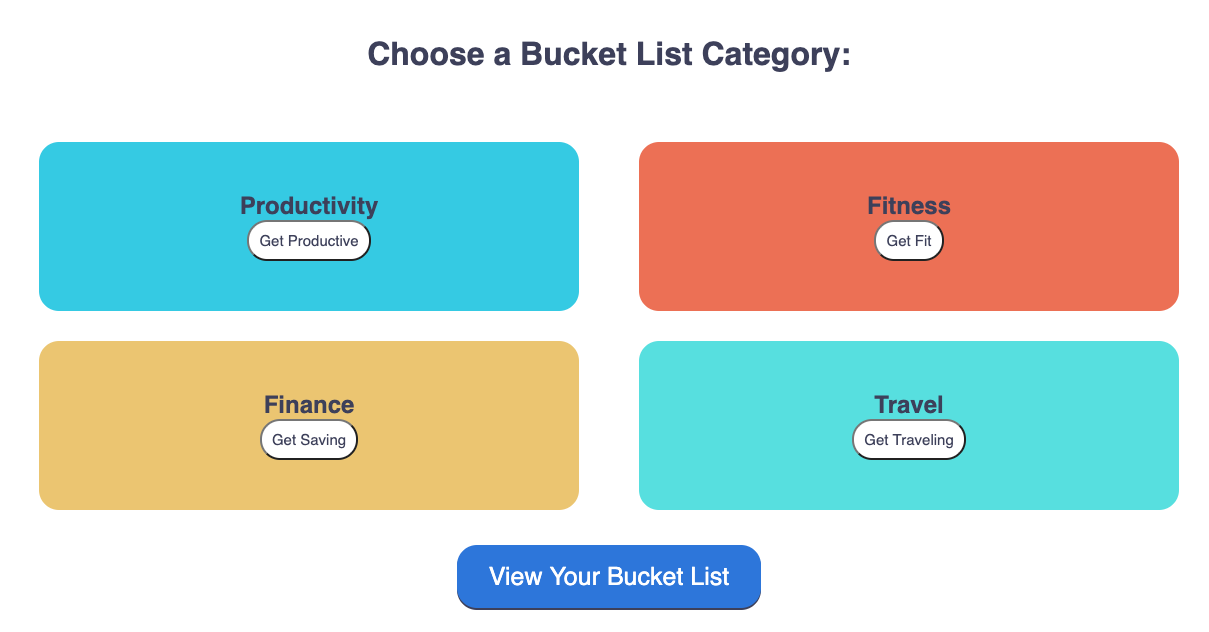 Choose a Bucket List Category:
Productivity
Get Productive
Fitness
Get Fit
Finance
Get Saving
Travel
Get Traveling
View Your Bucket List